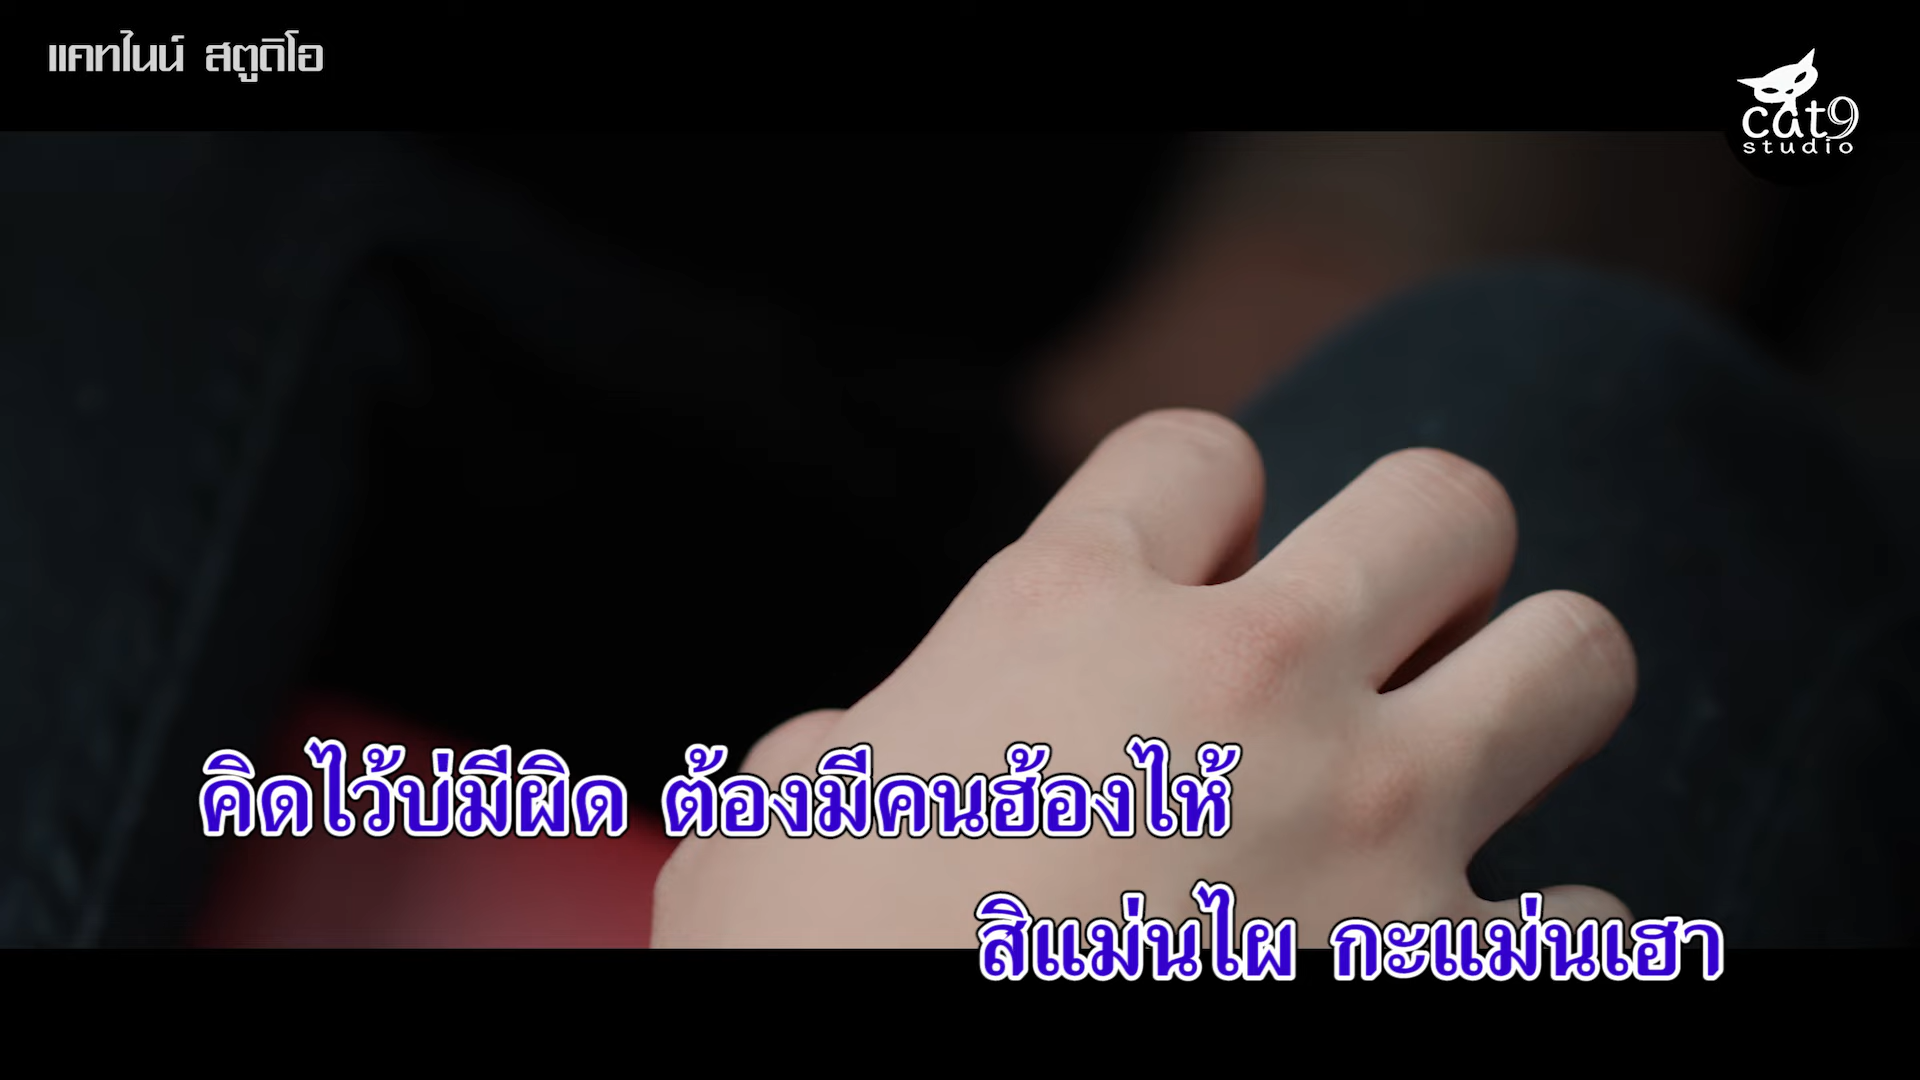 แคทไนน์ สตูดิโอ
cat9
studio
คิดไว้บ่มีผิด ต้องมีคนฮ้องไห้
สิแม่นไผ กะแม่นเฮา